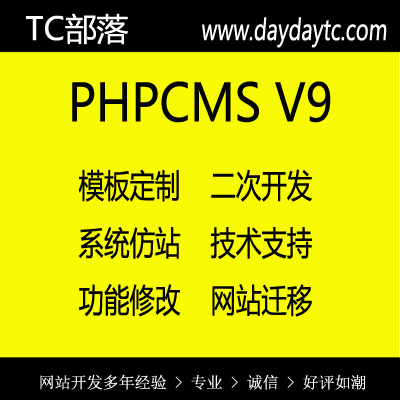 TC部落 www.daydaytc.com
PHPCMS V9
模板定制 二次开发
系统仿站 技术支持
功能修改 网站迁移
网站开发多年经验 > 专业 > 诚信 > 好评如潮